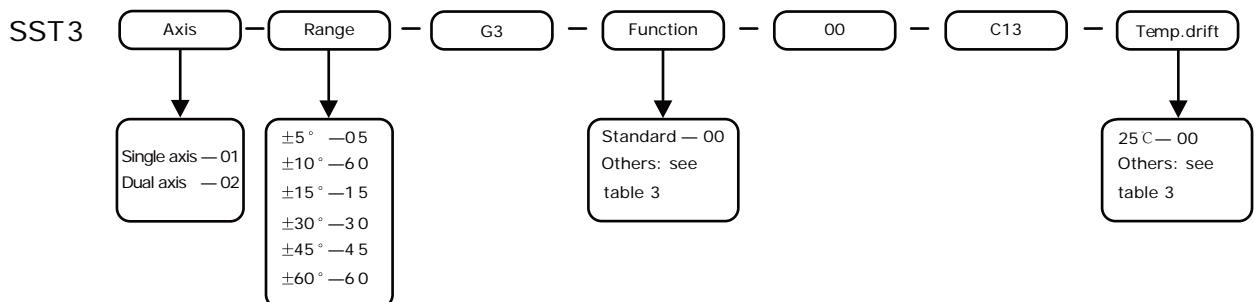 SST3 Axis — Range — G3 — Function — 00 — C13 — Temp.drift
Single axis — 01
Dual axis — 02
±5° —05
±10° —60
±15° —15
±30° —30
±45° —45
±60° —60
Standard — 00
Others: see
table 3
25℃— 00
Others: see
table 3